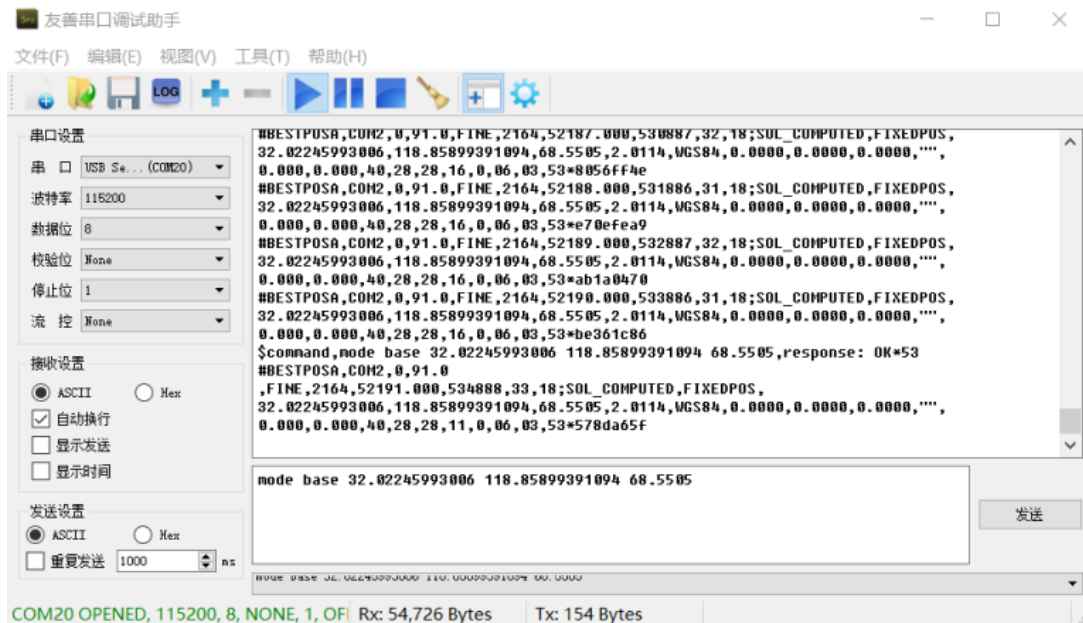 友善串口调试助手
文件(F) 编辑(E) 视图(V) 工具(T) 帮助(H)
LOG
串口设置
串 口 USB Se...(COM20)
波特率 115200
数据位 8
校验位 None
停止位 1
流 控 None
接收设置
ASCII Hex
自动换行
显示发送
显示时间
发送设置
ASCII Hex
重复发送 1000 ms
#BESTPOSA,COM2,0,91.0,FINE,2164,52187.000,530887,32,18;SOL_COMPUTED,FIXEDPOS,
32.02245993006,118.85899391094,68.5505,2.0114,WGS84,0.0000,0.0000,0.0000,"",
0.000,0.000,40,28,28,16,0,06,03,53*8056ff4e
#BESTPOSA,COM2,0,91.0,FINE,2164,52188.000,531886,31,18;SOL_COMPUTED,FIXEDPOS,
32.02245993006,118.85899391094,68.5505,2.0114,WGS84,0.0000,0.0000,0.0000,"",
0.000,0.000,40,28,28,16,0,06,03,53*e70efea9
#BESTPOSA,COM2,0,91.0,FINE,2164,52189.000,532887,32,18;SOL_COMPUTED,FIXEDPOS,
32.02245993006,118.85899391094,68.5505,2.0114,WGS84,0.0000,0.0000,0.0000,"",
0.000,0.000,40,28,28,16,0,06,03,53*ab1a0470
#BESTPOSA,COM2,0,91.0,FINE,2164,52190.000,533886,31,18;SOL_COMPUTED,FIXEDPOS,
32.02245993006,118.85899391094,68.5505,2.0114,WGS84,0.0000,0.0000,0.0000,"",
0.000,0.000,40,28,28,16,0,06,03,53*be361c86
$command,mode base 32.02245993006 118.85899391094 68.5505,response: OK*53
#BESTPOSA,COM2,0,91.0
,FINE,2164,52191.000,534888,33,18;SOL_COMPUTED,FIXEDPOS,
32.02245993006,118.85899391094,68.5505,2.0114,WGS84,0.0000,0.0000,0.0000,"",
0.000,0.000,40,28,28,11,0,06,03,53*578da65f
mode base 32.02245993006 118.85899391094 68.5505
发送
mode base 32.02245993006 118.85899391094 68.5505
COM20 OPENED, 115200, 8, NONE, 1, OF Rx: 54,726 Bytes Tx: 154 Bytes